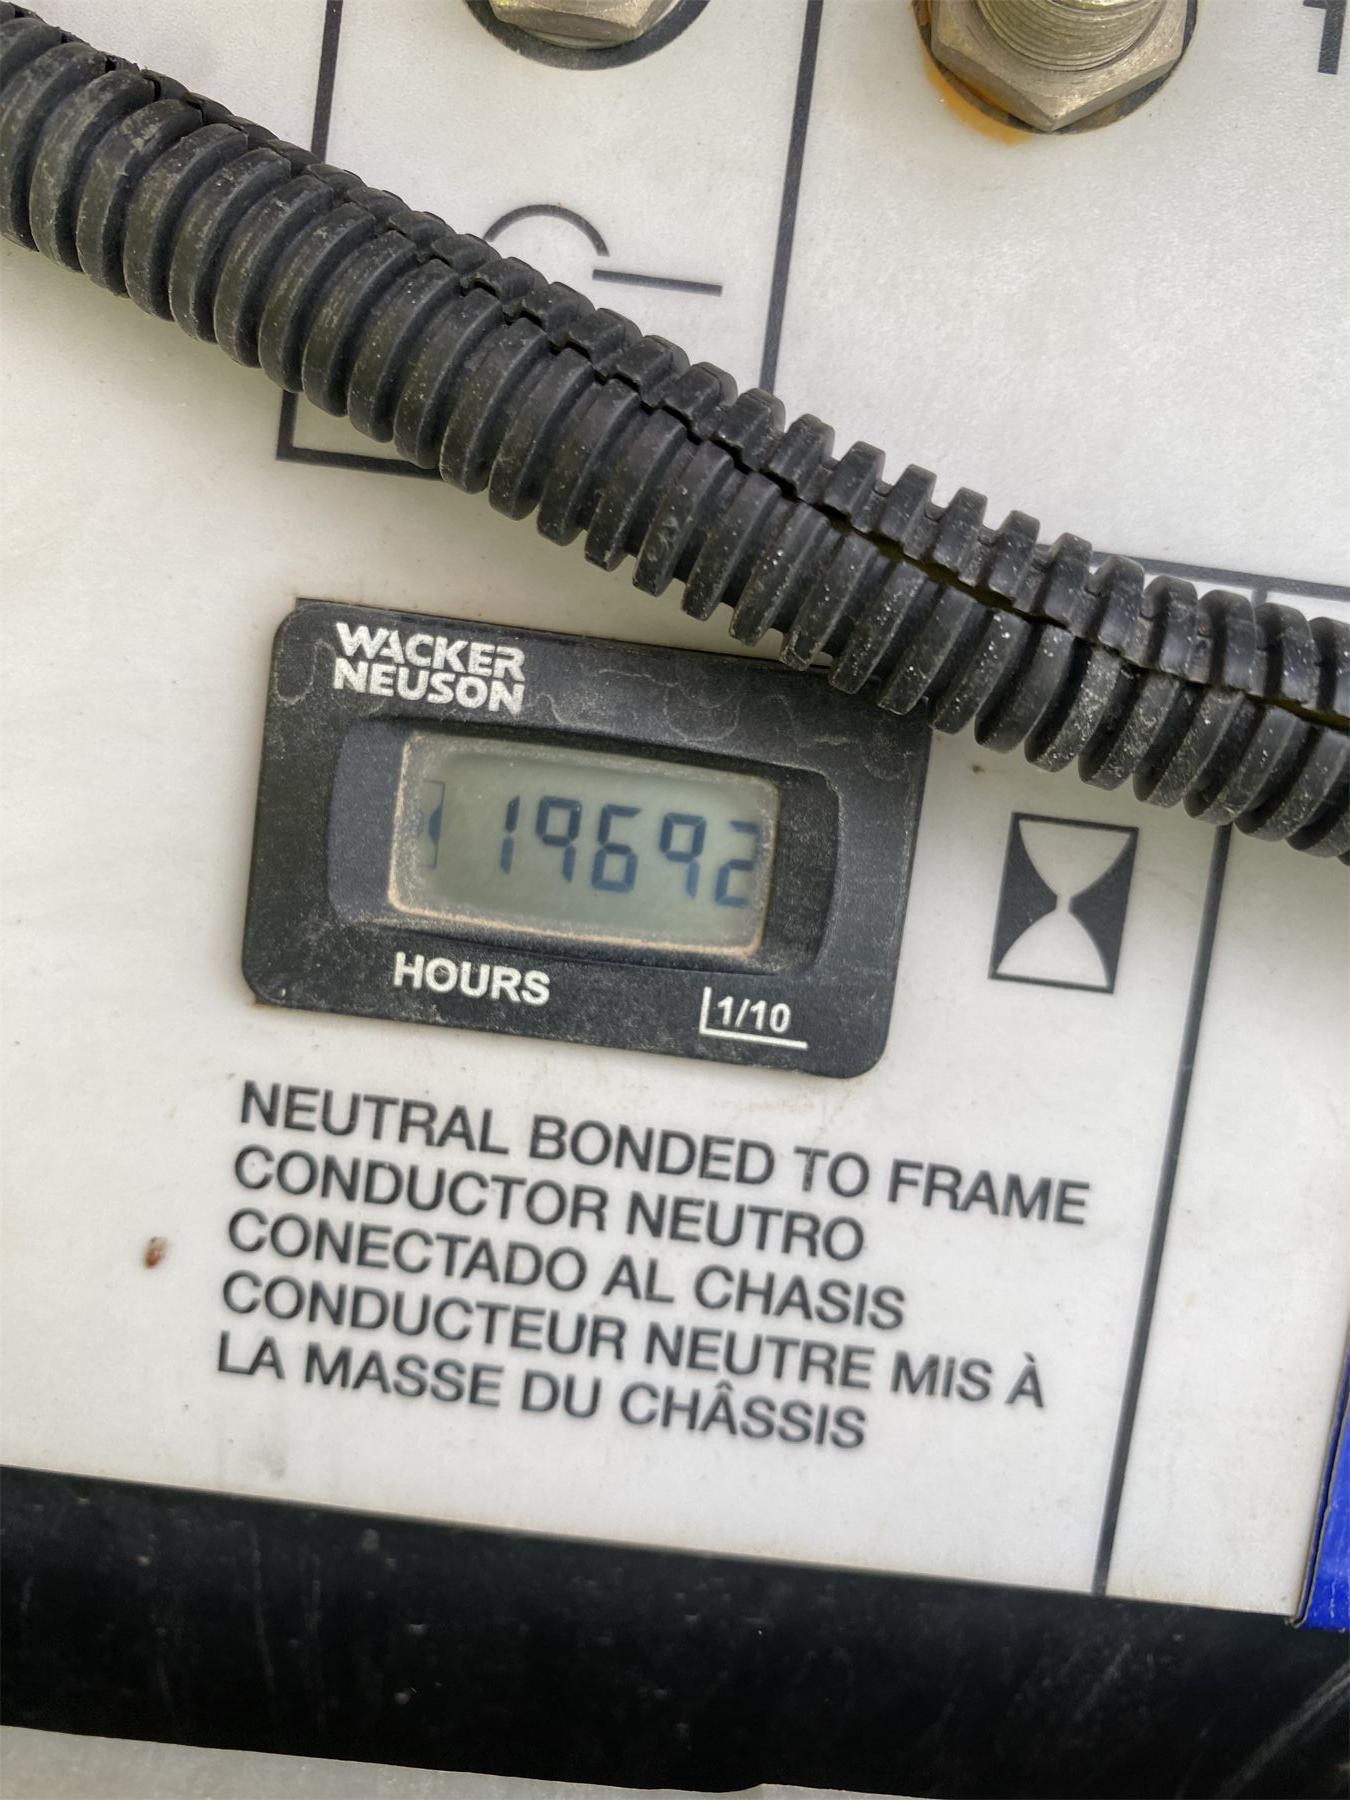 WACKER
NEUSON
19692
HOURS
1/10
NEUTRAL BONDED TO FRAME
CONDUCTOR NEUTRO
CONECTADO AL CHASIS
CONDUCTEUR NEUTRE MIS À
LA MASSE DU CHÂSSIS